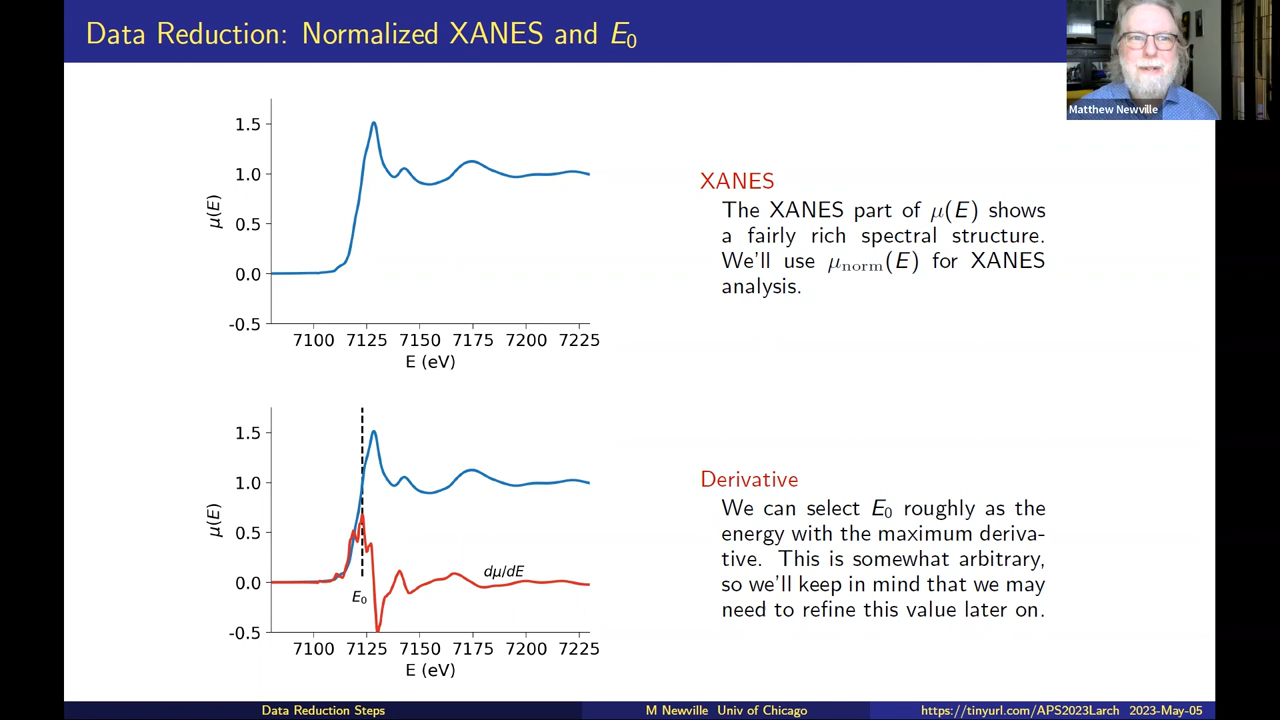 Data Reduction: Normalized XANES and E₀
Matthew Newville
1.5
1.0
0.5
0.0
-0.5
μ(E)
7100 7125 7150 7175 7200 7225
E (eV)
XANES
The XANES part of μ(E) shows
a fairly rich spectral structure.
We'll use μnorm(E) for XANES
analysis.
1.5
1.0
0.5
0.0
-0.5
μ(E)
dμ/dE
E₀
7100 7125 7150 7175 7200 7225
E (eV)
Derivative
We can select E₀ roughly as the
energy with the maximum deriva-
tive. This is somewhat arbitrary,
so we'll keep in mind that we may
need to refine this value later on.
Data Reduction Steps
M Newville Univ of Chicago
https://tinyurl.com/APS2023Larch 2023-May-05